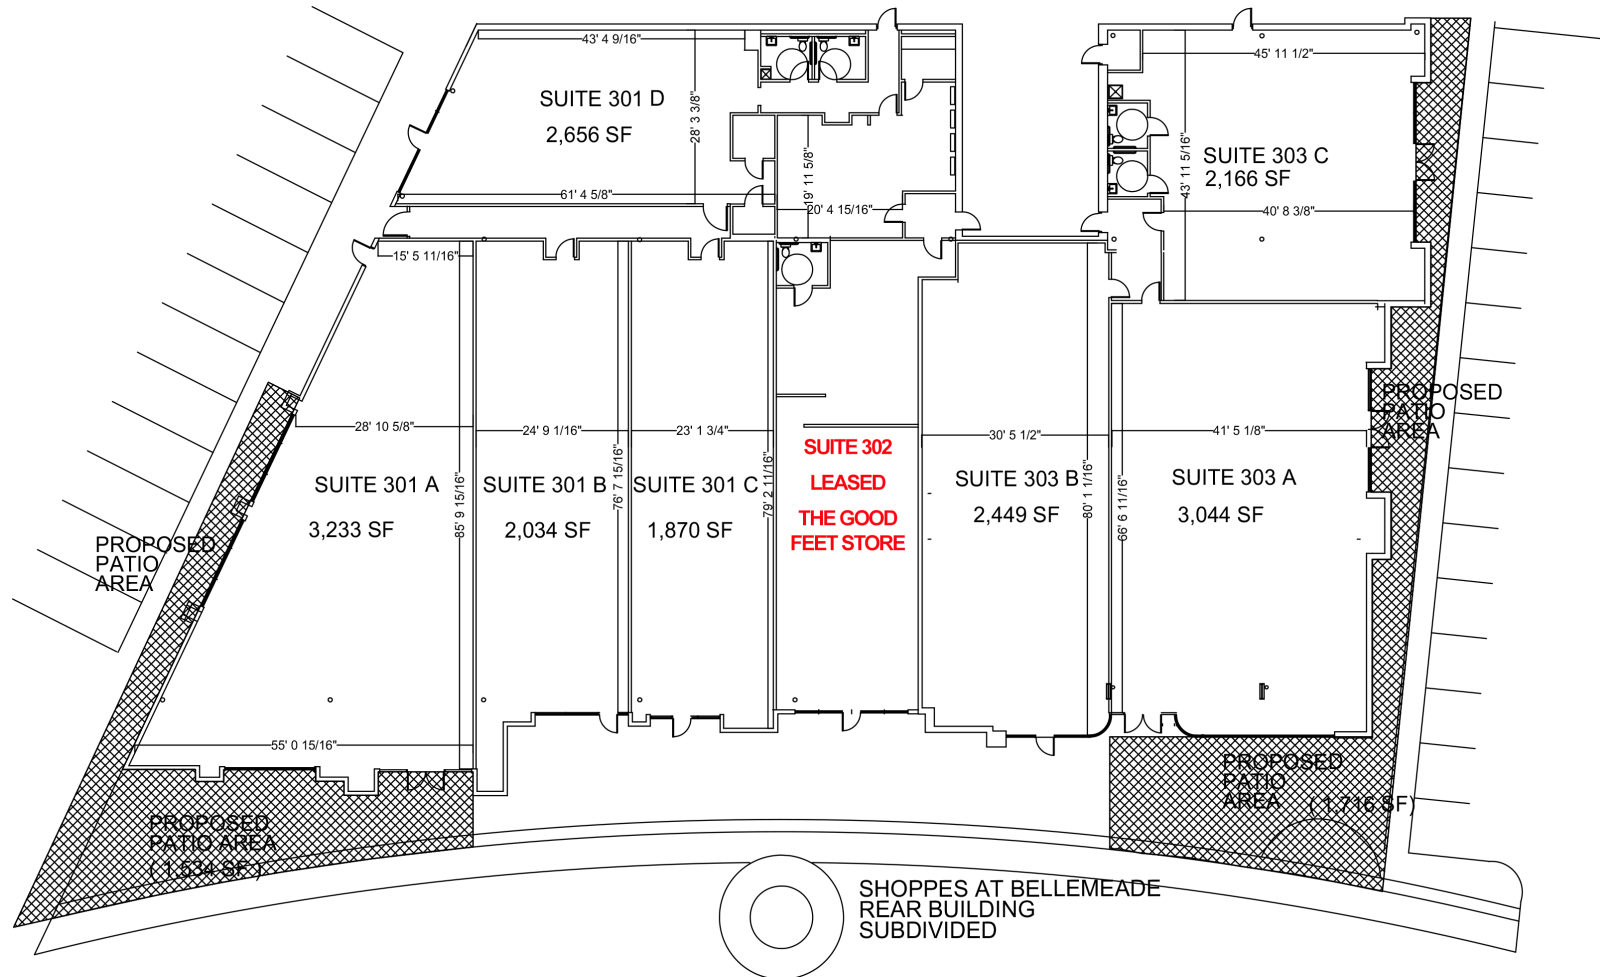 43' 4 9/16"
45' 11 1/2"
SUITE 301 D
2,656 SF
28' 3 3/8"
SUITE 303 C
2,166 SF
43' 11 5/16"
19' 11 5/8"
61' 4 5/8"
20' 4 15/16"
40' 8 3/8"
15' 5 11/16"
PROPOSED
PATIO
AREA
28' 10 5/8"
24' 9 1/16"
23' 1 3/4"
30' 5 1/2"
41' 5 1/8"
SUITE 301 A
3,233 SF
85' 9 15/16"
SUITE 301 B
2,034 SF
76' 7 15/16"
SUITE 301 C
1,870 SF
79' 2 11/16"
SUITE 302
LEASED
THE GOOD
FEET STORE
SUITE 303 B
2,449 SF
80' 1 1/16"
66' 6 11/16"
SUITE 303 A
3,044 SF
PROPOSED
PATIO
AREA
55' 0 15/16"
PROPOSED
PATIO AREA
( 1,534 SF )
PROPOSED
PATIO
AREA ( 1,716 SF)
SHOPPES AT BELLEMEADE
REAR BUILDING
SUBDIVIDED